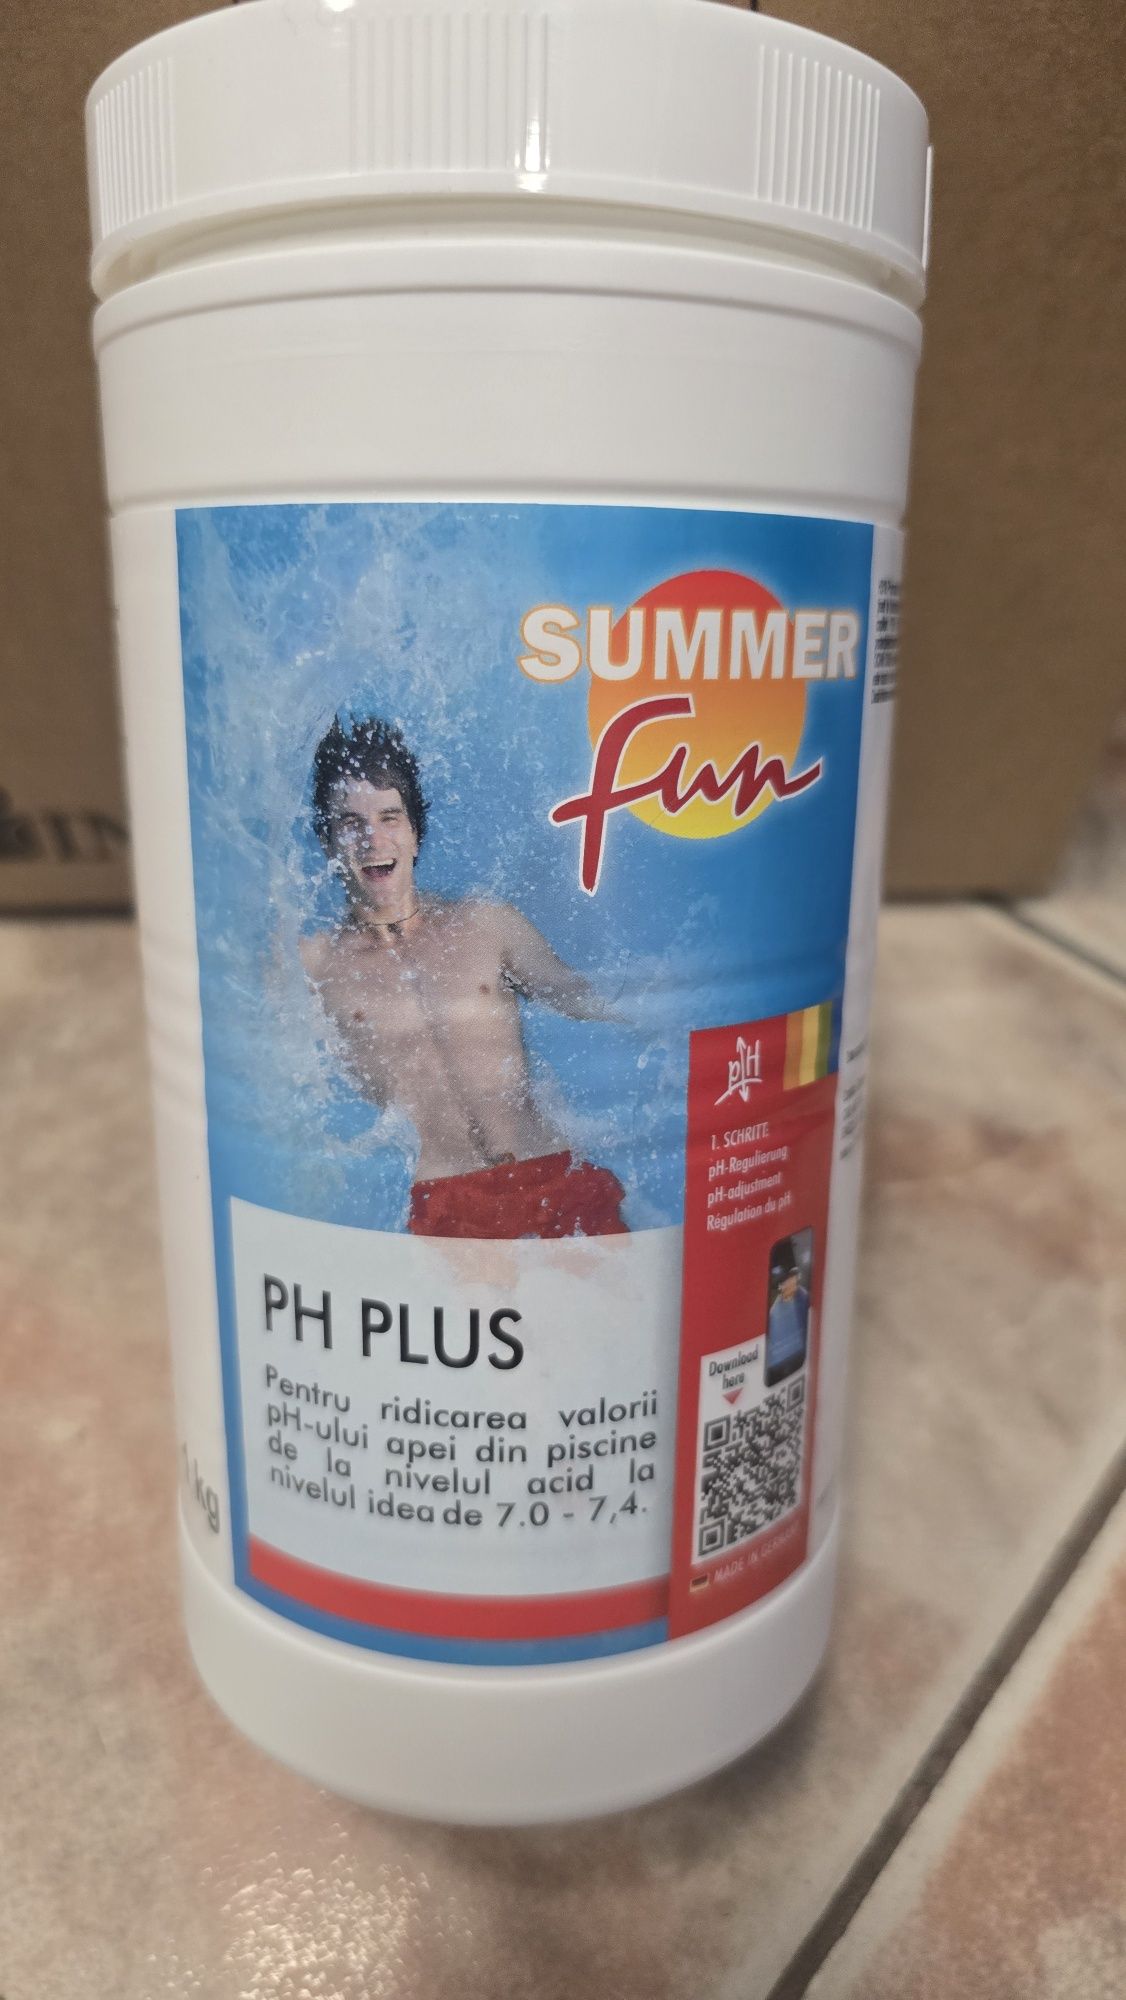 SUMMER
fun
pH
1. SCHRITT:
pH-Regulierung
pH-adjustment
Régulation du pH
Download
here
PH PLUS
Pentru ridicarea valorii
pH-ului apei din piscine
de la nivelul acid la
nivelul idea de 7.0 - 7,4.
1 kg
MADE IN GERMANY